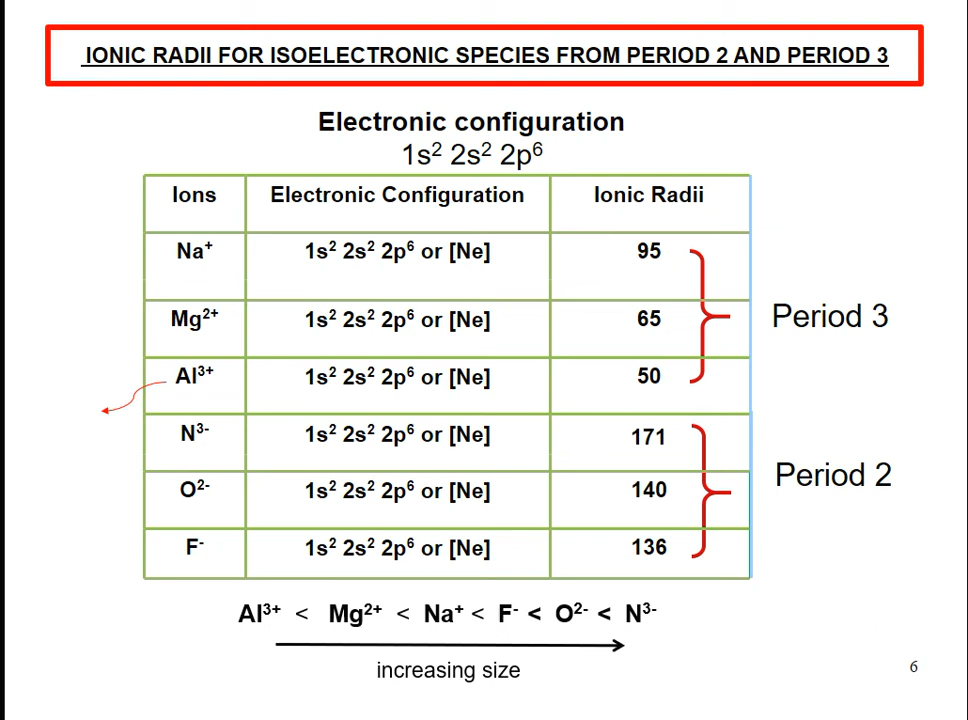 IONIC RADII FOR ISOELECTRONIC SPECIES FROM PERIOD 2 AND PERIOD 3
Electronic configuration
1s² 2s² 2p⁶
Ions Electronic Configuration Ionic Radii
Na⁺ 1s² 2s² 2p⁶ or [Ne] 95
Mg²⁺ 1s² 2s² 2p⁶ or [Ne] 65
Period 3
Al³⁺ 1s² 2s² 2p⁶ or [Ne] 50
N³⁻ 1s² 2s² 2p⁶ or [Ne] 171
Period 2
O²⁻ 1s² 2s² 2p⁶ or [Ne] 140
F⁻ 1s² 2s² 2p⁶ or [Ne] 136
Al³⁺ < Mg²⁺ < Na⁺ < F⁻ < O²⁻ < N³⁻
increasing size
6